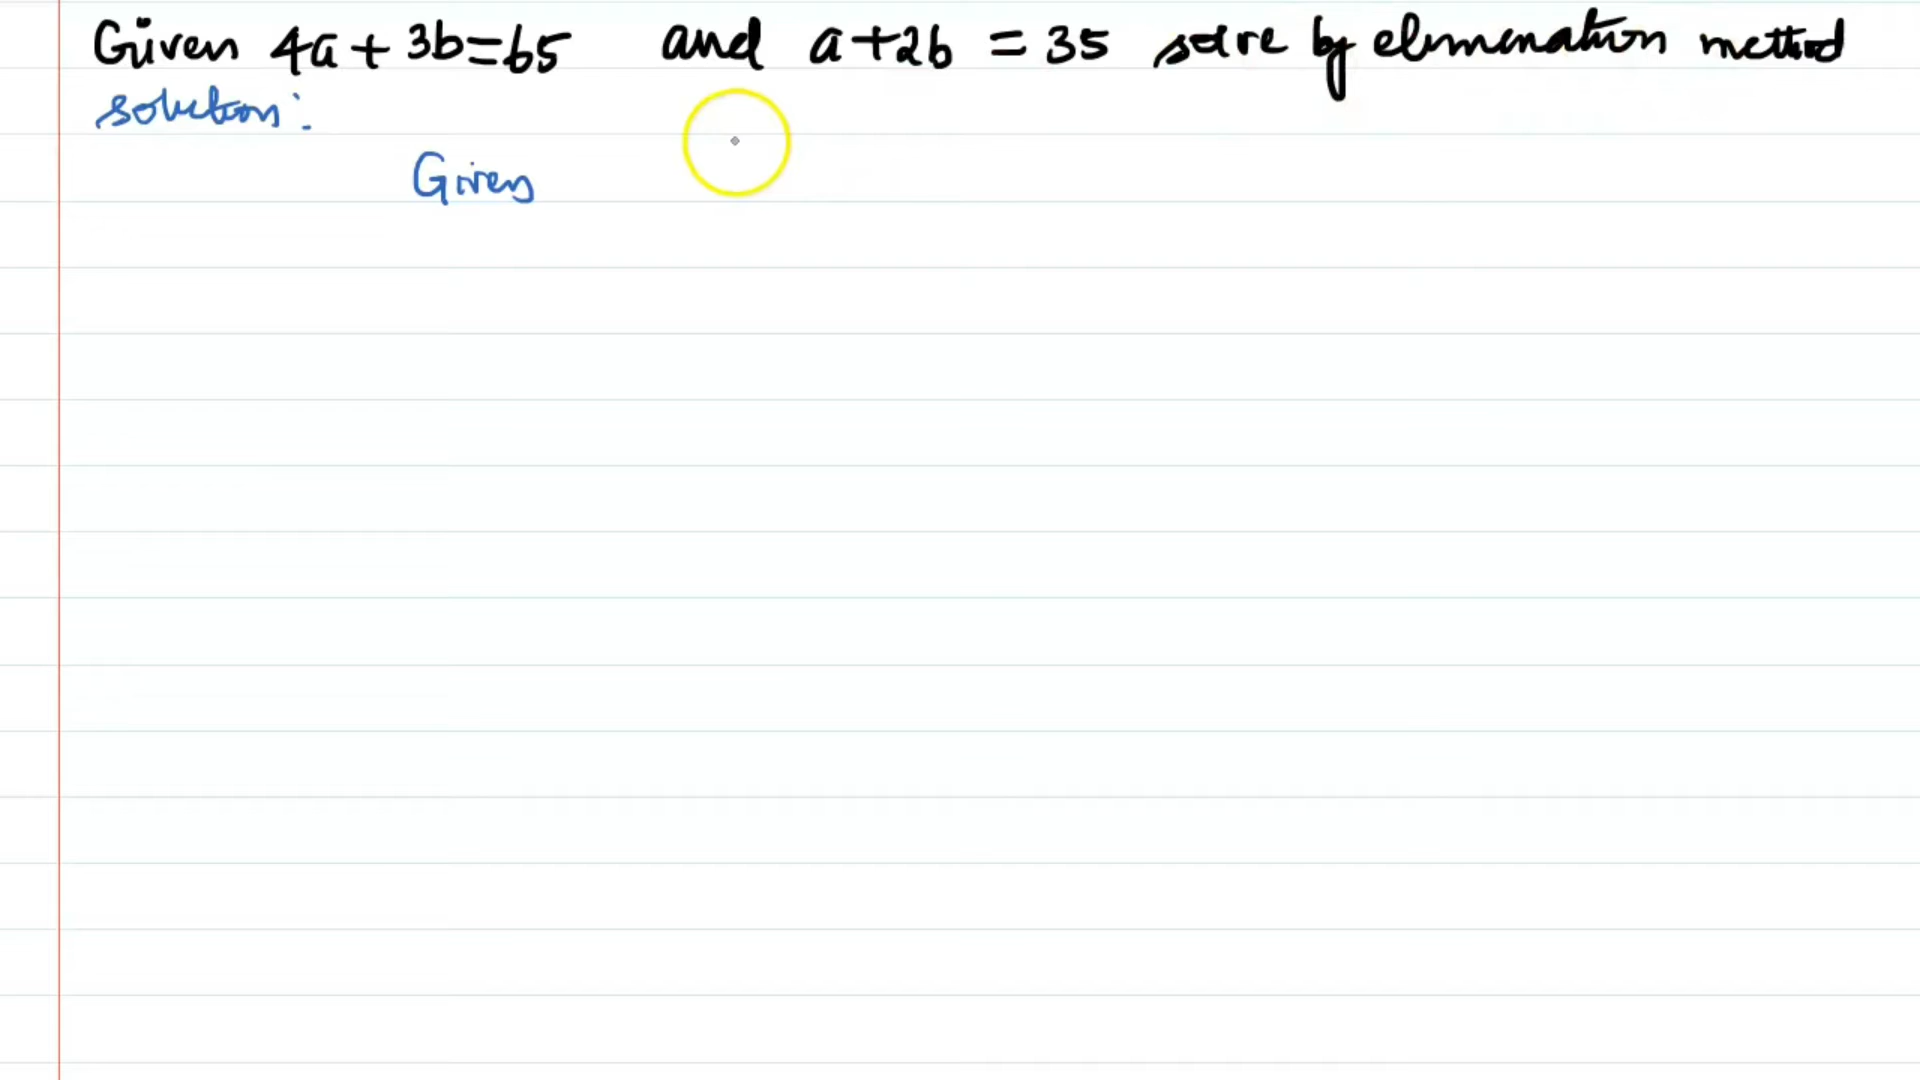 Given 4a + 3b = 65 and a + 2b = 35 solve by elimination method
solution:
Given